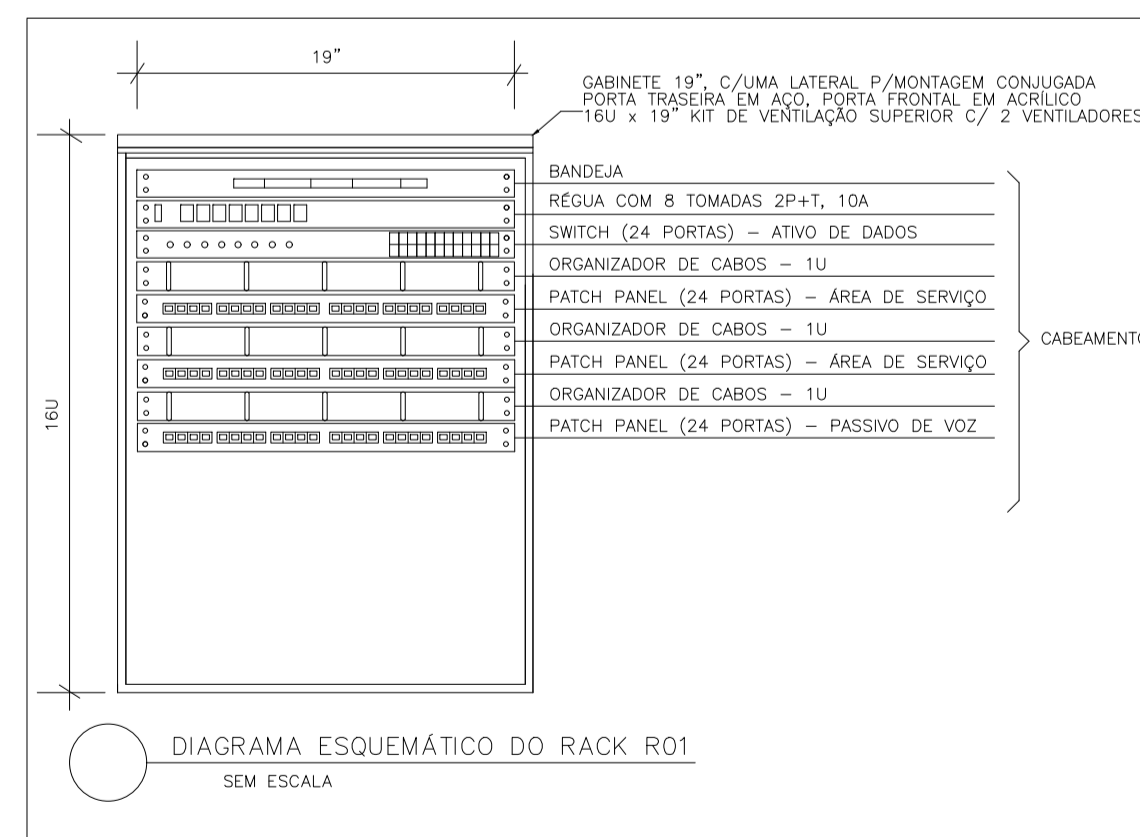 19"
GABINETE 19", C/UMA LATERAL P/MONTAGEM CONJUGADA
PORTA TRASEIRA EM AÇO, PORTA FRONTAL EM ACRÍLICO
16U x 19" KIT DE VENTILAÇÃO SUPERIOR C/ 2 VENTILADORES
BANDEJA
RÉGUA COM 8 TOMADAS 2P+T, 10A
SWITCH (24 PORTAS) – ATIVO DE DADOS
ORGANIZADOR DE CABOS – 1U
PATCH PANEL (24 PORTAS) – ÁREA DE SERVIÇO
ORGANIZADOR DE CABOS – 1U
PATCH PANEL (24 PORTAS) – ÁREA DE SERVIÇO
ORGANIZADOR DE CABOS – 1U
PATCH PANEL (24 PORTAS) – PASSIVO DE VOZ
CABEAMENTO
16U
DIAGRAMA ESQUEMÁTICO DO RACK R01
SEM ESCALA